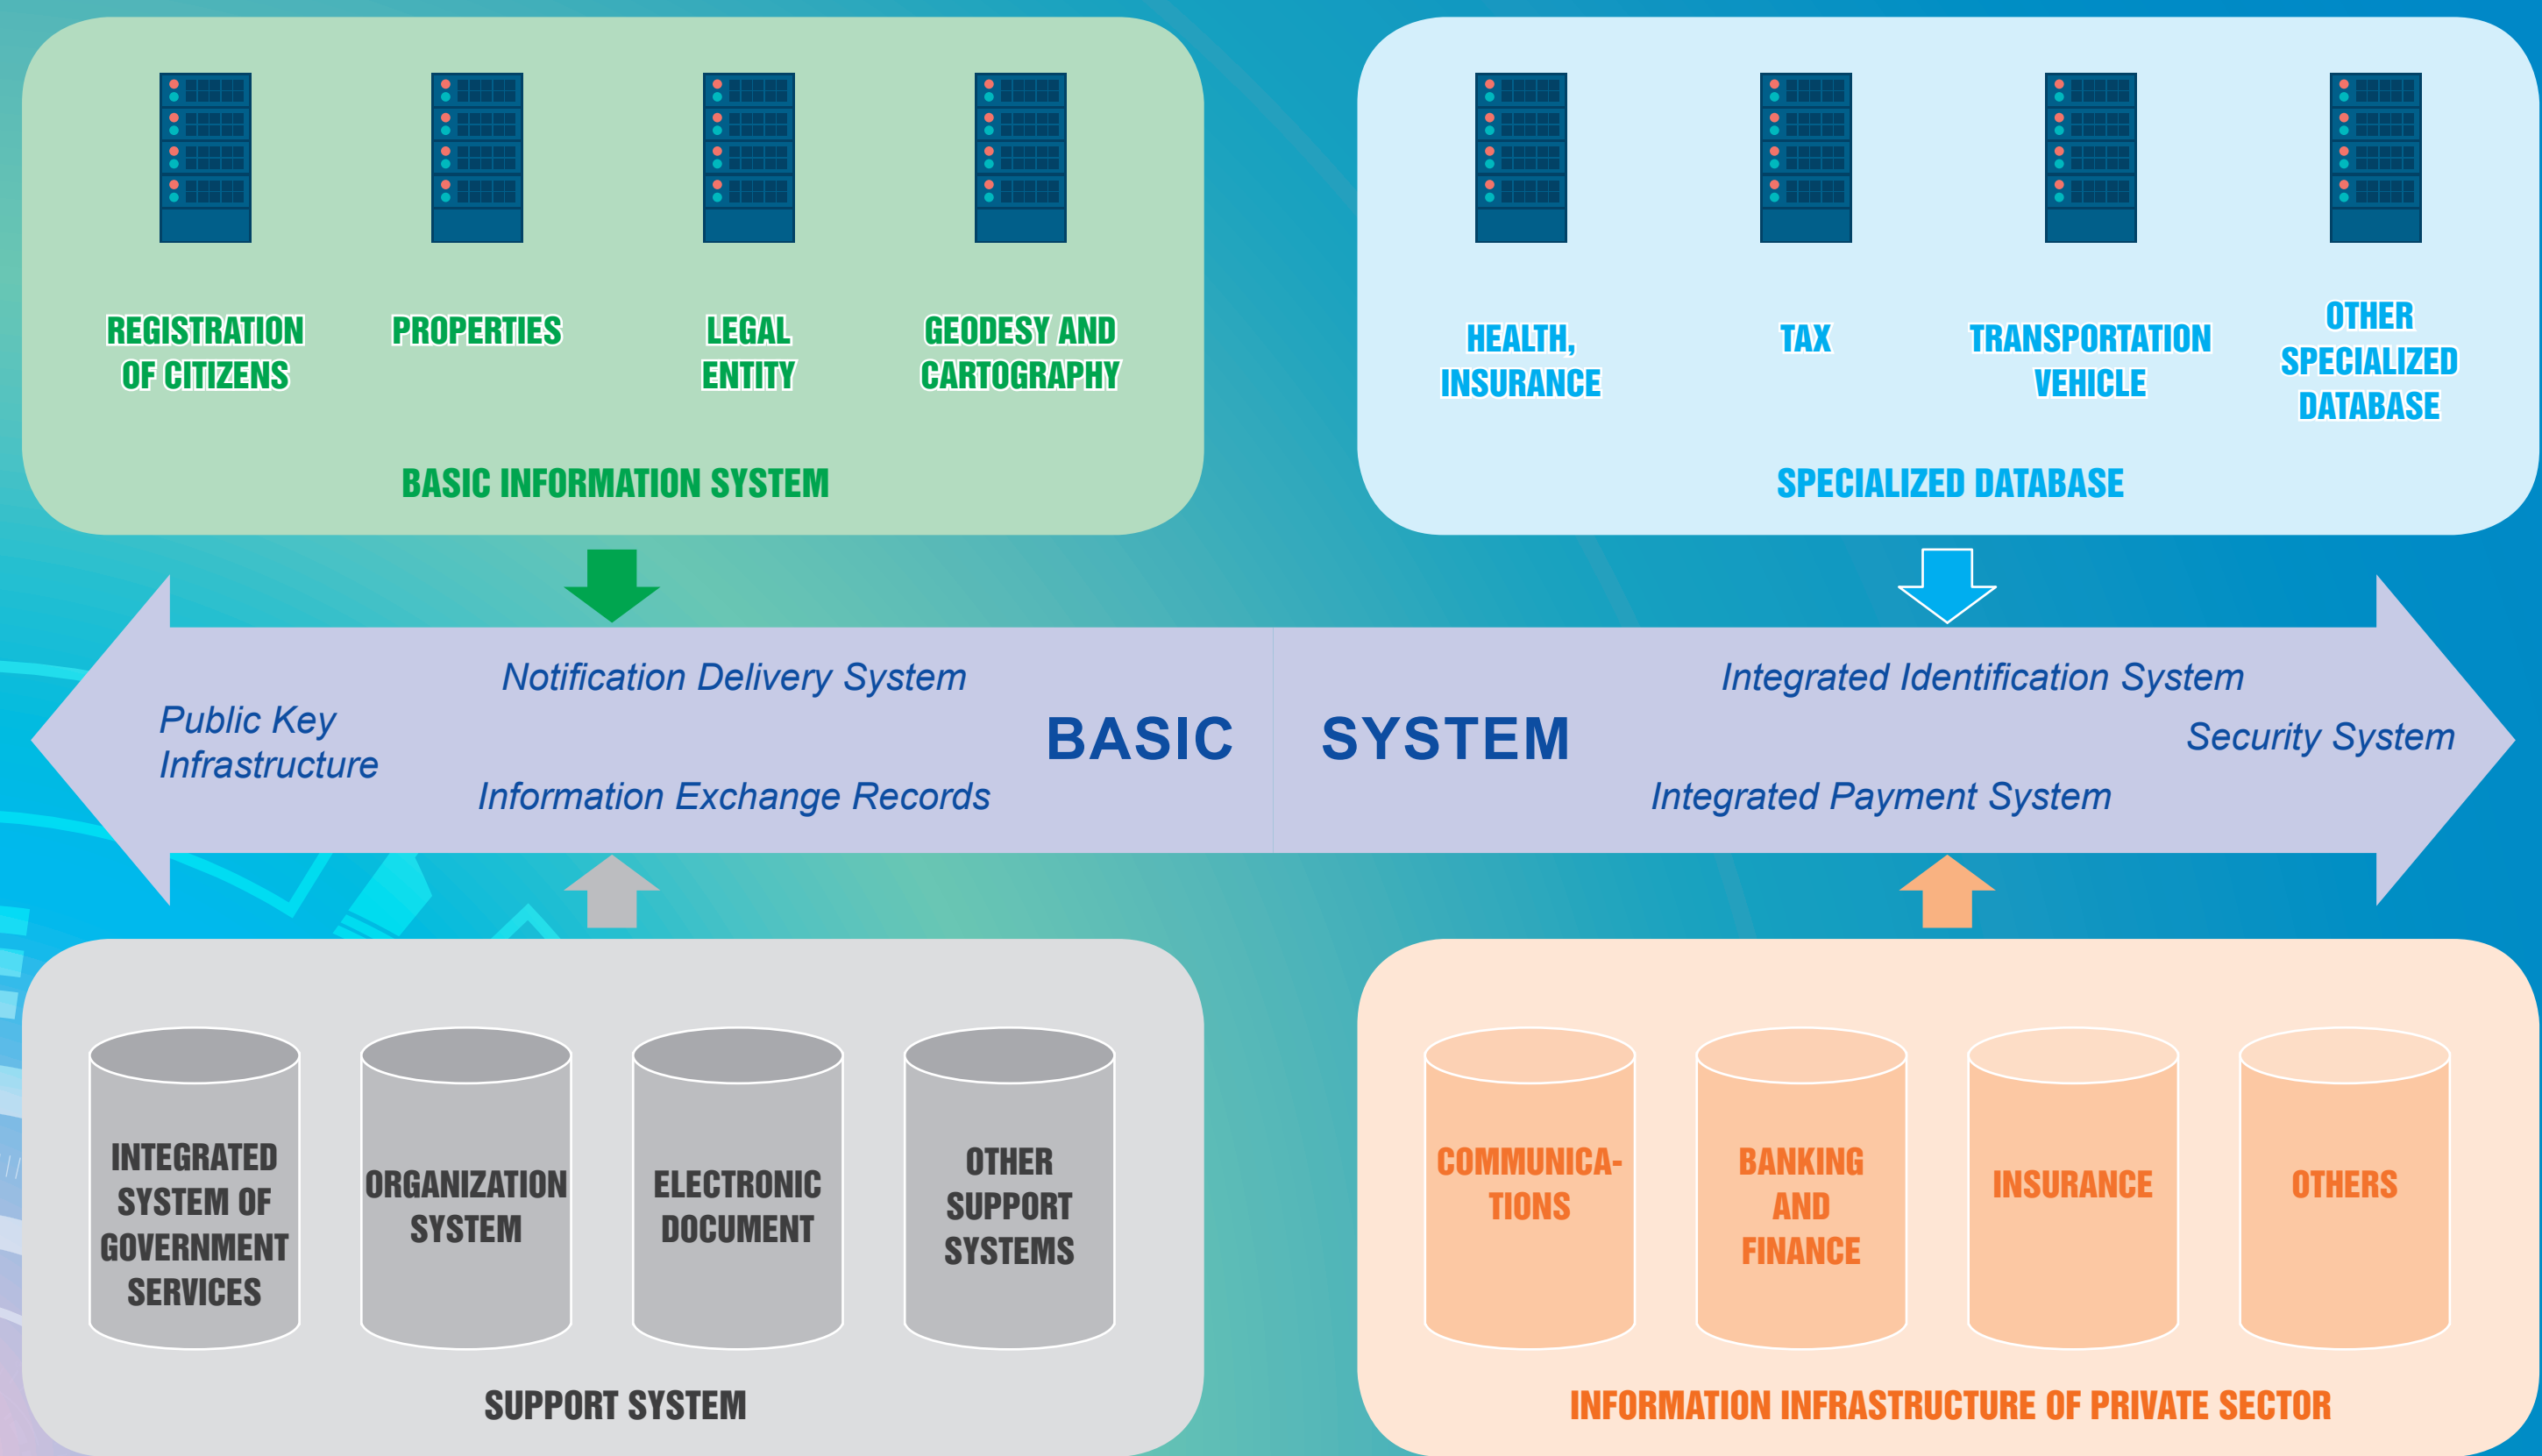 REGISTRATION
OF CITIZENS
PROPERTIES
LEGAL
ENTITY
GEODESY AND
CARTOGRAPHY
BASIC INFORMATION SYSTEM
HEALTH,
INSURANCE
TAX
TRANSPORTATION
VEHICLE
OTHER
SPECIALIZED
DATABASE
SPECIALIZED DATABASE
Public Key
Infrastructure
Notification Delivery System
Information Exchange Records
BASIC SYSTEM
Integrated Identification System
Integrated Payment System
Security System
INTEGRATED
SYSTEM OF
GOVERNMENT
SERVICES
ORGANIZATION
SYSTEM
ELECTRONIC
DOCUMENT
OTHER
SUPPORT
SYSTEMS
SUPPORT SYSTEM
COMMUNICA-
TIONS
BANKING
AND
FINANCE
INSURANCE
OTHERS
INFORMATION INFRASTRUCTURE OF PRIVATE SECTOR